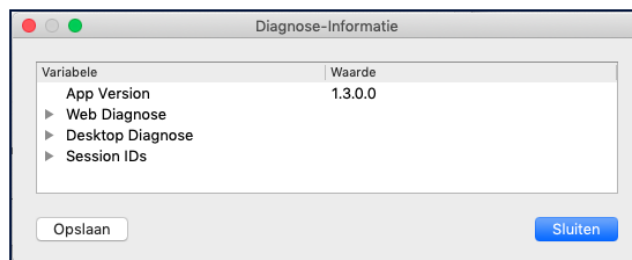 Diagnose-Informatie
Variabele Waarde
App Version 1.3.0.0
Web Diagnose
Desktop Diagnose
Session IDs
Opslaan Sluiten